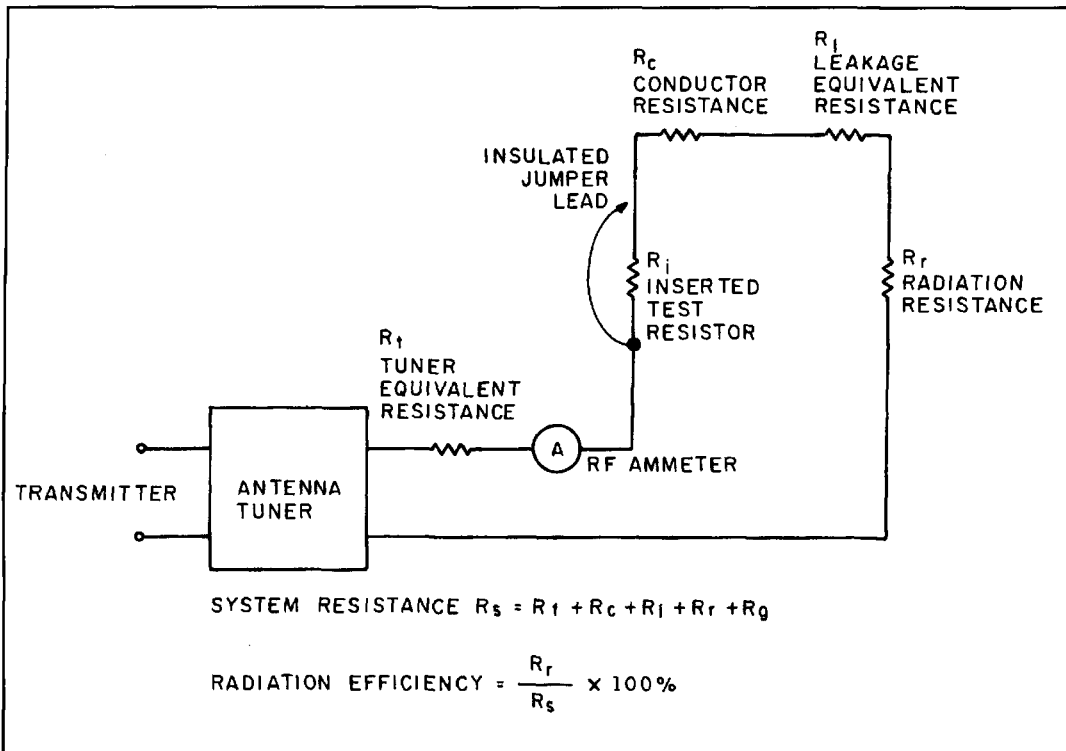 Rc
CONDUCTOR
RESISTANCE
Rl
LEAKAGE
EQUIVALENT
RESISTANCE
INSULATED
JUMPER
LEAD
Ri
INSERTED
TEST
RESISTOR
Rr
RADIATION
RESISTANCE
Rt
TUNER
EQUIVALENT
RESISTANCE
A
RF AMMETER
TRANSMITTER
ANTENNA
TUNER
SYSTEM RESISTANCE Rs = Rt + Rc + Rl + Rr + Rg
RADIATION EFFICIENCY = Rr / Rs × 100%